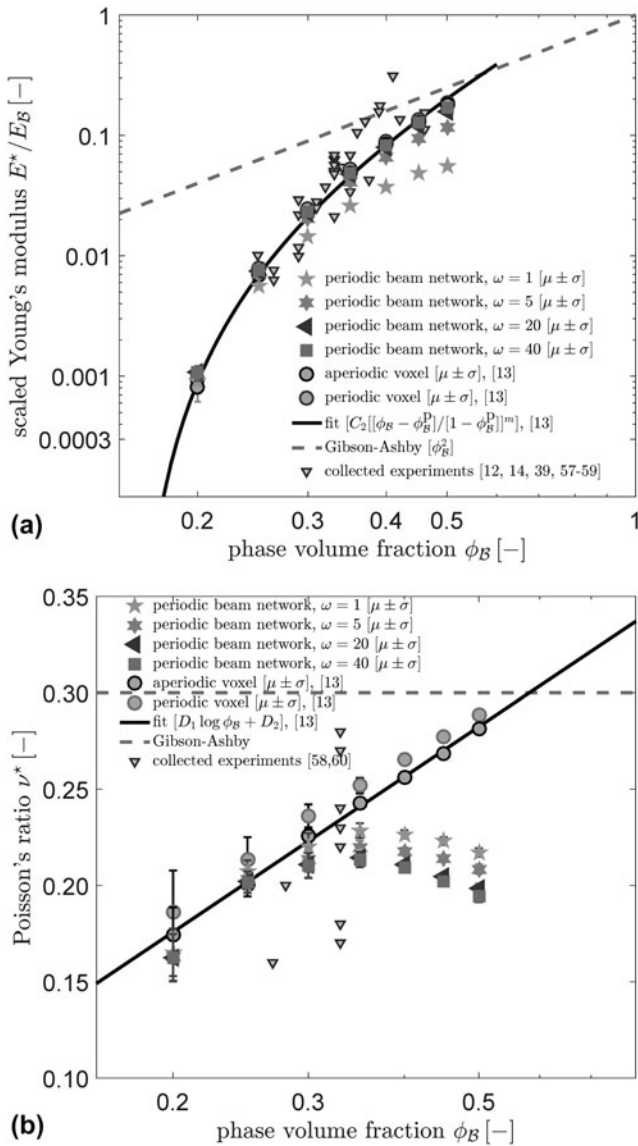 1
0.1
0.01
0.001
0.0003
scaled Young's modulus E*/E_B [−]
periodic beam network, ω = 1 [μ ± σ]
periodic beam network, ω = 5 [μ ± σ]
periodic beam network, ω = 20 [μ ± σ]
periodic beam network, ω = 40 [μ ± σ]
aperiodic voxel [μ ± σ], [13]
periodic voxel [μ ± σ], [13]
fit [C₂[[ϕ_B − ϕ_B^P]/[1 − ϕ_B^P]]^m], [13]
Gibson-Ashby [ϕ_B^2]
collected experiments [12, 14, 39, 57-59]
0.2 0.3 0.4 0.5 1
(a)
phase volume fraction ϕ_B [−]
0.35
0.30
0.25
0.20
0.15
0.10
Poisson's ratio ν* [−]
periodic beam network, ω = 1 [μ ± σ]
periodic beam network, ω = 5 [μ ± σ]
periodic beam network, ω = 20 [μ ± σ]
periodic beam network, ω = 40 [μ ± σ]
aperiodic voxel [μ ± σ], [13]
periodic voxel [μ ± σ], [13]
fit [D₁ log ϕ_B + D₂], [13]
Gibson-Ashby
collected experiments [58,60]
0.2 0.3 0.5 1
(b)
phase volume fraction ϕ_B [−]